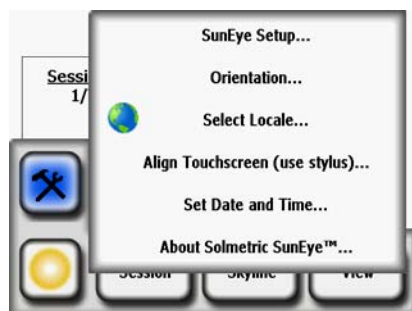 SunEye Setup...
Orientation...
Select Locale...
Align Touchscreen (use stylus)...
Set Date and Time...
About Solmetric SunEye™...
Sessi
1/
Session
Skyline
View